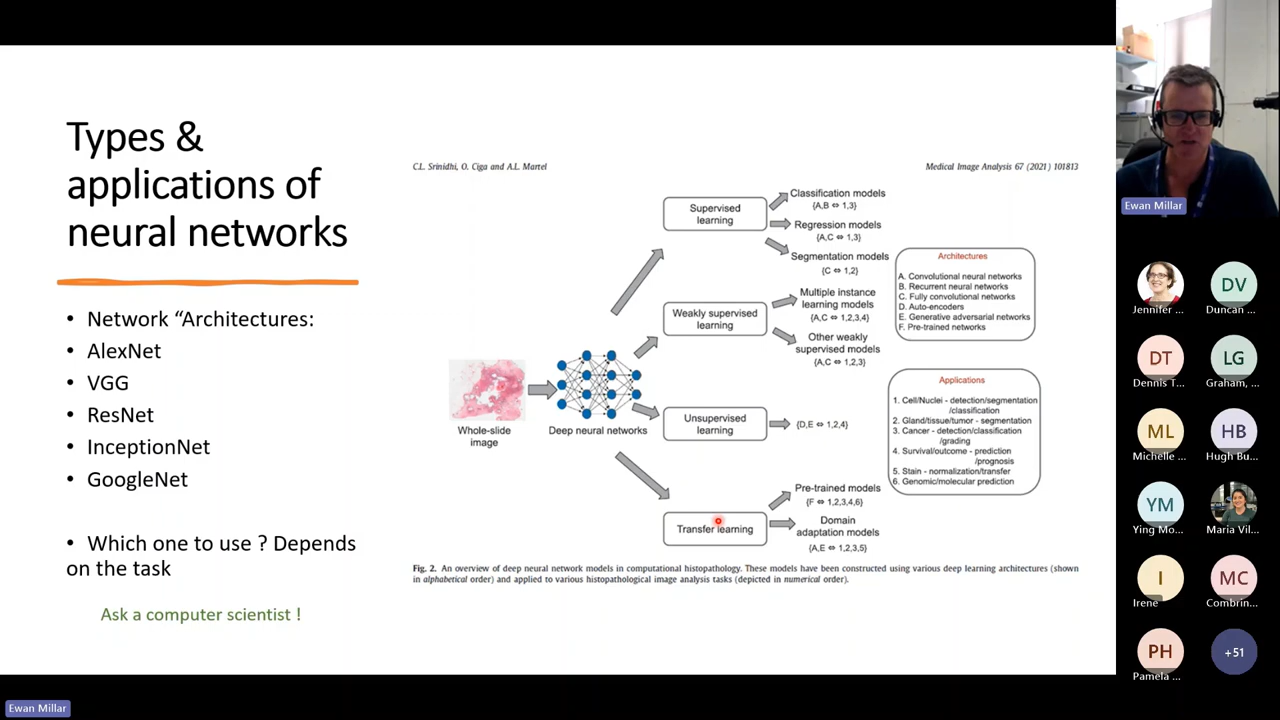 Types &
applications of
neural networks
• Network “Architectures:
• AlexNet
• VGG
• ResNet
• InceptionNet
• GoogleNet
• Which one to use ? Depends
on the task
Ask a computer scientist !
C.L. Srinidhi, O. Ciga and A.L. Martel
Medical Image Analysis 67 (2021) 101813
Whole-slide
image
Deep neural networks
Supervised
learning
Classification models
{A,B ⇔ 1,3}
Regression models
{A,C ⇔ 1,3}
Segmentation models
{C ⇔ 1,2}
Weakly supervised
learning
Multiple instance
learning models
{A,C ⇔ 1,2,3,4}
Other weakly
supervised models
{A,C ⇔ 1,2,3}
Unsupervised
learning
{D,E ⇔ 1,2,4}
Transfer learning
Pre-trained models
{F ⇔ 1,2,3,4,6}
Domain
adaptation models
{A,E ⇔ 1,2,3,5}
Architectures
A. Convolutional neural networks
B. Recurrent neural networks
C. Fully convolutional networks
D. Auto-encoders
E. Generative adversarial networks
F. Pre-trained networks
Applications
1. Cell/Nuclei - detection/segmentation
/classification
2. Gland/tissue/tumor - segmentation
3. Cancer - detection/classification
/grading
4. Survival/outcome - prediction
/prognosis
5. Stain - normalization/transfer
6. Genomic/molecular prediction
Fig. 2. An overview of deep neural network models in computational histopathology. These models have been constructed using various deep learning architectures (shown
in alphabetical order) and applied to various histopathological image analysis tasks (depicted in numerical order).
Ewan Millar
Jennifer ...
DV
Duncan ...
DT
Dennis T...
LG
Graham, ...
ML
Michelle ...
HB
Hugh Bu...
YM
Ying Mo...
Maria Vil...
I
Irene
MC
Combrin...
PH
Pamela ...
+51
Ewan Millar